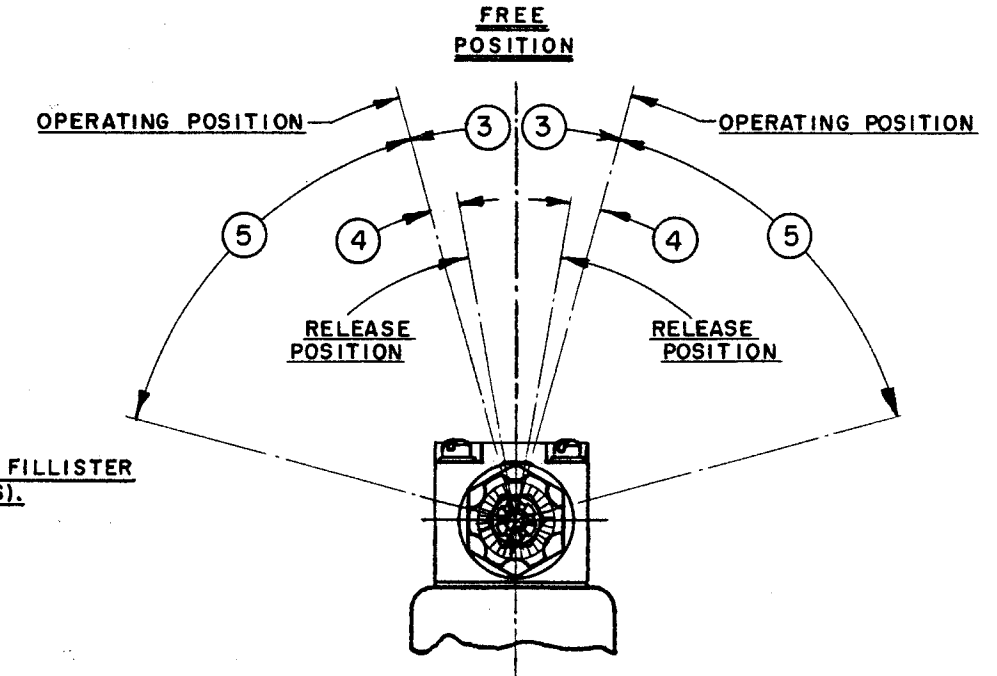 FREE
POSITION
OPERATING POSITION
3
3
OPERATING POSITION
5
4
4
5
RELEASE
POSITION
RELEASE
POSITION
FILLISTER
S).